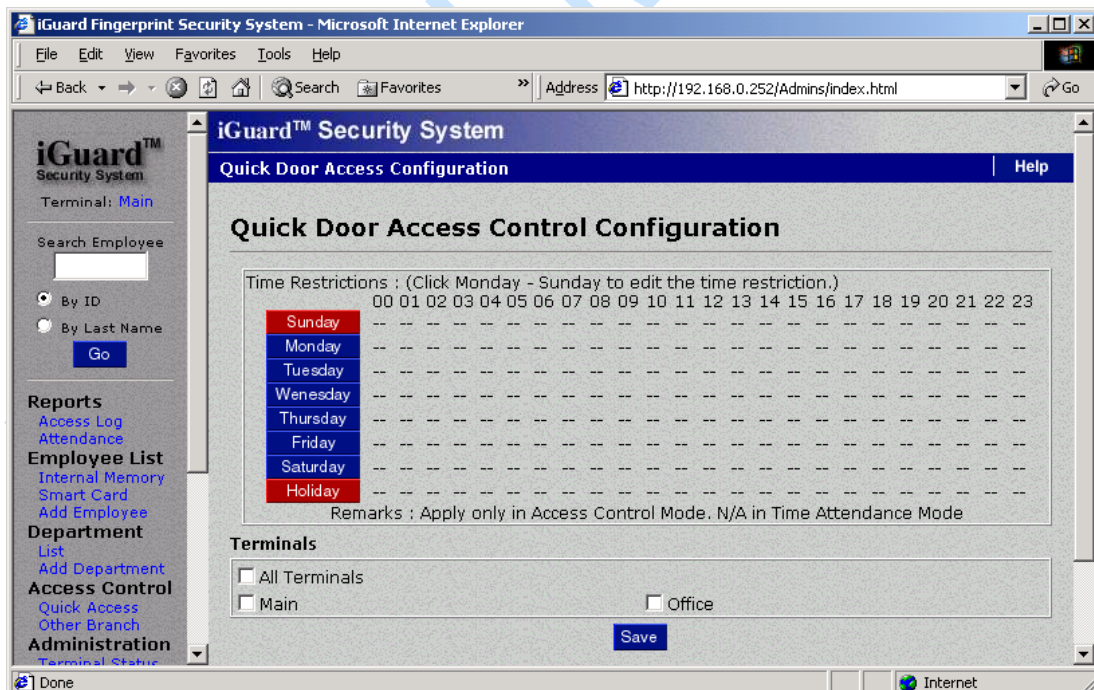 iGuard Fingerprint Security System - Microsoft Internet Explorer
File Edit View Favorites Tools Help
Back Search Favorites » Address http://192.168.0.252/Admins/index.html Go
iGuard™
Security System
Terminal: Main
Search Employee
By ID
By Last Name
Go
Reports
Access Log
Attendance
Employee List
Internal Memory
Smart Card
Add Employee
Department
List
Add Department
Access Control
Quick Access
Other Branch
Administration
Terminal Status
iGuard™ Security System
Quick Door Access Configuration | Help
Quick Door Access Control Configuration
Time Restrictions : (Click Monday - Sunday to edit the time restriction.)
00 01 02 03 04 05 06 07 08 09 10 11 12 13 14 15 16 17 18 19 20 21 22 23
Sunday -- -- -- -- -- -- -- -- -- -- -- -- -- -- -- -- -- -- -- -- -- -- -- --
Monday -- -- -- -- -- -- -- -- -- -- -- -- -- -- -- -- -- -- -- -- -- -- -- --
Tuesday -- -- -- -- -- -- -- -- -- -- -- -- -- -- -- -- -- -- -- -- -- -- -- --
Wenesday -- -- -- -- -- -- -- -- -- -- -- -- -- -- -- -- -- -- -- -- -- -- -- --
Thursday -- -- -- -- -- -- -- -- -- -- -- -- -- -- -- -- -- -- -- -- -- -- -- --
Friday -- -- -- -- -- -- -- -- -- -- -- -- -- -- -- -- -- -- -- -- -- -- -- --
Saturday -- -- -- -- -- -- -- -- -- -- -- -- -- -- -- -- -- -- -- -- -- -- -- --
Holiday -- -- -- -- -- -- -- -- -- -- -- -- -- -- -- -- -- -- -- -- -- -- -- --
Remarks : Apply only in Access Control Mode. N/A in Time Attendance Mode
Terminals
All Terminals
Main Office
Save
Done Internet